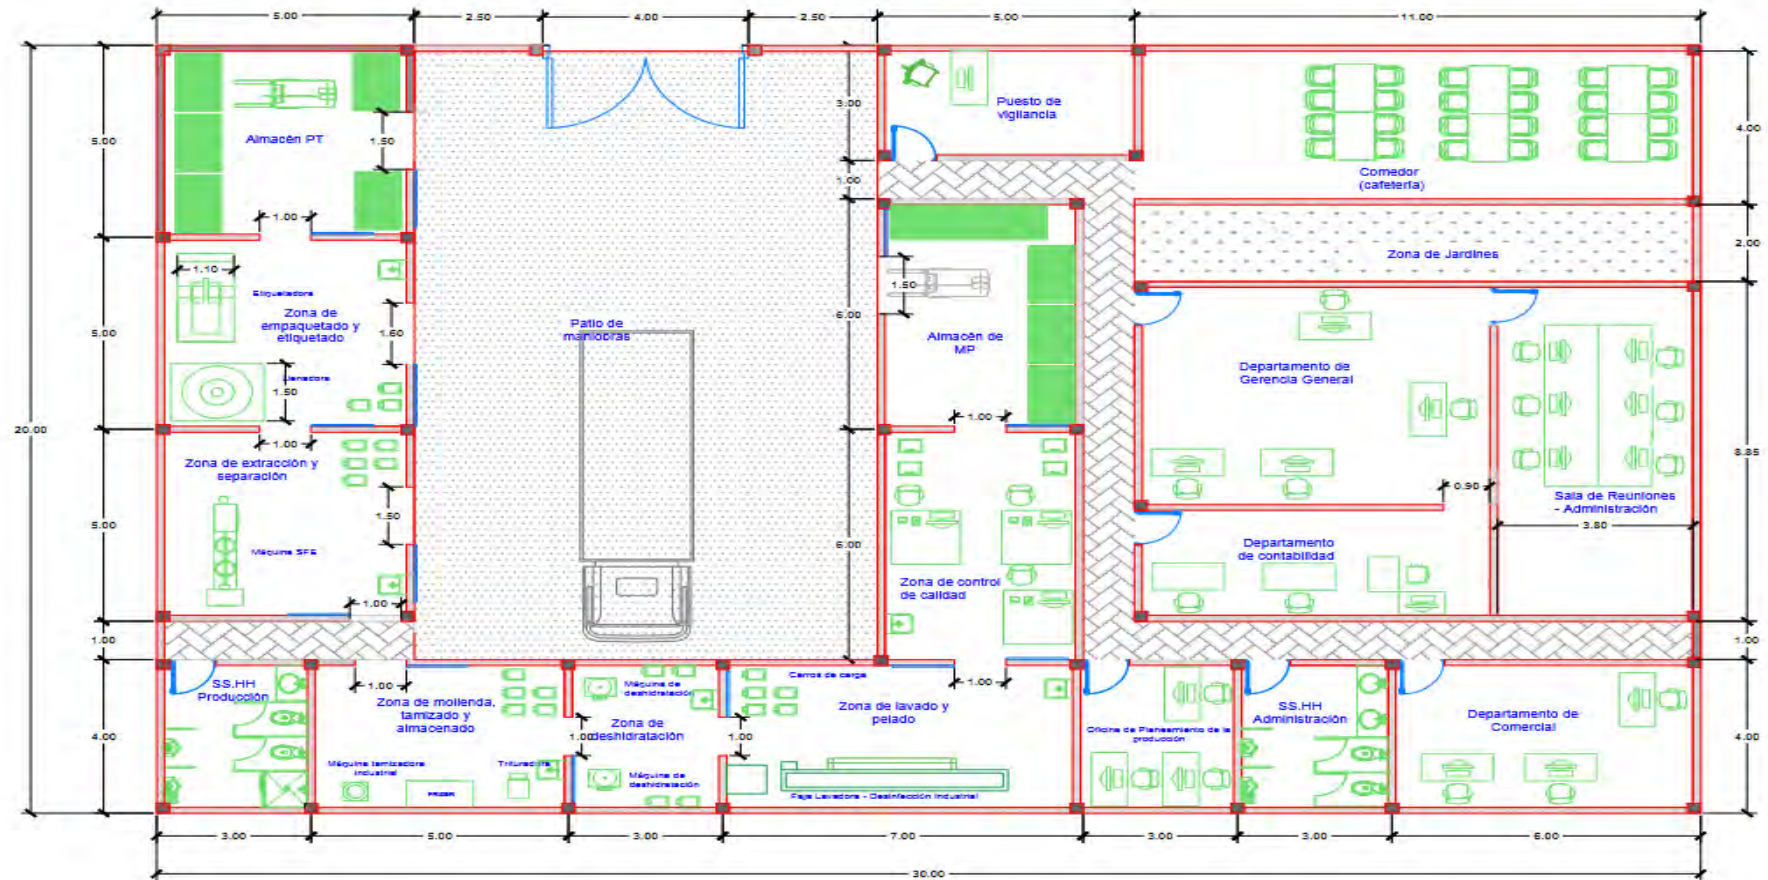 5.00
2.50
4.00
2.50
5.00
11.00
20.00
5.00
5.00
5.00
1.00
4.00
Almacén PT
1.50
1.00
3.00
1.00
6.00
6.00
Puesto de
vigilancia
Comedor
(cafetería)
4.00
2.00
8.85
1.00
4.00
Zona de Jardines
1.10
Etiquetadora
Zona de
empaquetado y
etiquetado
1.60
Llenadora
1.50
1.00
Patio de
maniobras
1.50
Almacén de
MP
1.00
Departamento de
Gerencia General
0.90
Sala de Reuniones
- Administración
3.80
Zona de extracción y
separación
1.50
Máquina SFE
1.00
Zona de control
de calidad
Departamento
de contabilidad
SS.HH
Producción
1.00
Zona de molienda,
tamizado y
almacenado
Máquina tamizadora
industrial
Trituradora
Máquina de
deshidratación
1.00
Zona de
deshidratación
Máquina de
deshidratación
1.00
Carros de carga
1.00
Zona de lavado y
pelado
Faja Lavadora - Desinfección Industrial
Oficina de Planeamiento de la
producción
SS.HH
Administración
Departamento de
Comercial
3.00
5.00
3.00
7.00
3.00
3.00
6.00
30.00